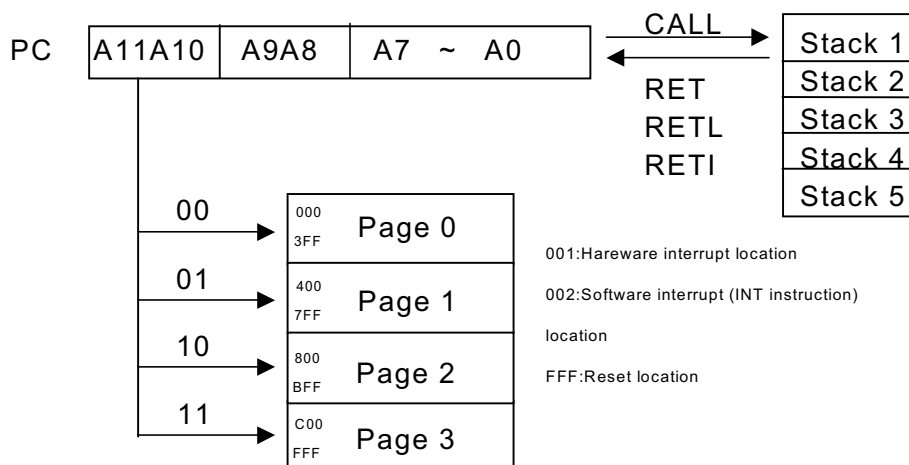 PC A11A10 A9A8 A7 ~ A0
CALL
RET
RETL
RETI
Stack 1
Stack 2
Stack 3
Stack 4
Stack 5
00
000
3FF
Page 0
01
400
7FF
Page 1
10
800
BFF
Page 2
11
C00
FFF
Page 3
001:Hareware interrupt location
002:Software interrupt (INT instruction)
location
FFF:Reset location